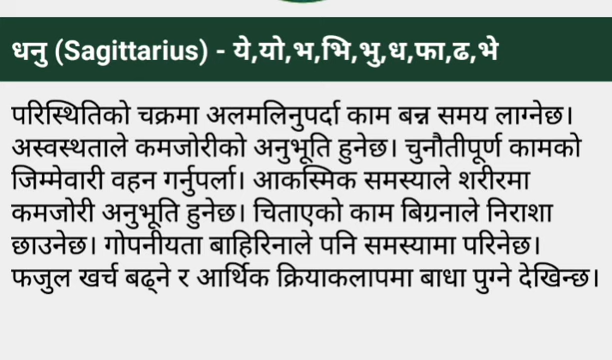 धनु (Sagittarius) - ये,यो,भ,भि,भु,ध,फा,ढ,भे
परिस्थितिको चक्रमा अलमलिनुपर्दा काम बन्न समय लाग्नेछ।
अस्वस्थताले कमजोरीको अनुभूति हुनेछ। चुनौतीपूर्ण कामको
जिम्मेवारी वहन गर्नुपर्ला। आकस्मिक समस्याले शरीरमा
कमजोरी अनुभूति हुनेछ। चिताएको काम बिग्रनाले निराशा
छाउनेछ। गोपनीयता बाहिरिनाले पनि समस्यामा परिनेछ।
फजुल खर्च बढ्ने र आर्थिक क्रियाकलापमा बाधा पुग्ने देखिन्छ।